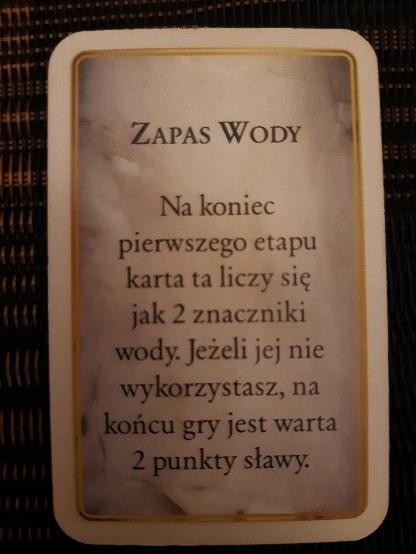 Zapas Wody
Na koniec
pierwszego etapu
karta ta liczy się
jak 2 znaczniki
wody. Jeżeli jej nie
wykorzystasz, na
końcu gry jest warta
2 punkty sławy.